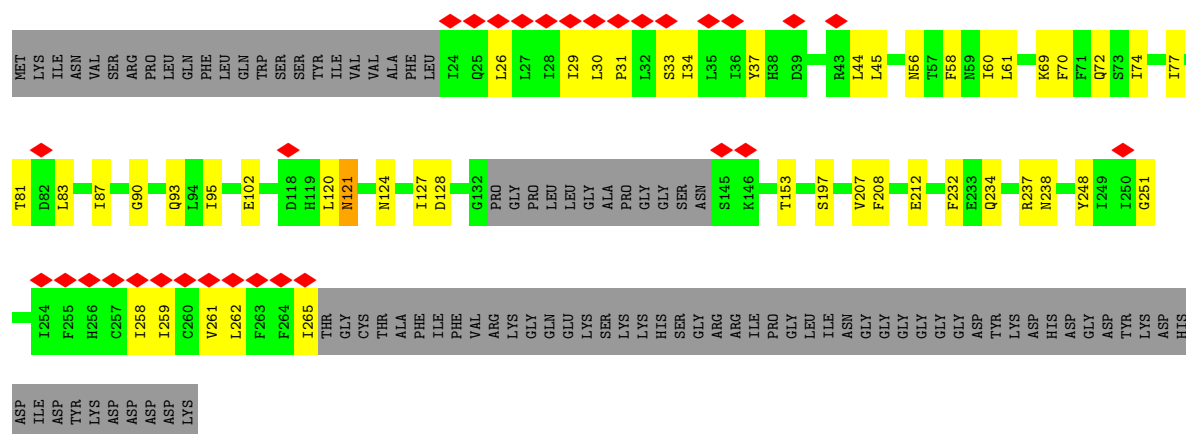 MET LYS ILE ASN VAL SER ARG PRO LEU GLN PHE LEU GLN TRP SER SER TYR ILE VAL VAL ALA PHE LEU I24 Q25 L26 L27 I28 I29 L30 P31 L32 S33 I34 L35 I36 Y37 H38 D39 R43 L44 L45 N56 T57 F58 N59 I60 L61 K69 F70 F71 Q72 S73 I74 I77
T81 D82 L83 I87 G90 Q93 L94 I95 E102 D118 H119 L120 N121 N124 I127 D128 G132 PRO GLY PRO LEU LEU GLY ALA PRO GLY GLY SER ASN S145 K146 T153 S197 V207 F208 E212 F232 E233 Q234 R237 N238 Y248 I249 I250 G251
I254 F255 H256 C257 I258 I259 C260 V261 L262 F263 F264 I265 THR GLY CYS THR ALA PHE ILE PHE VAL ARG LYS GLY GLN GLU LYS SER LYS LYS HIS SER GLY ARG ARG ILE PRO GLY LEU ILE ASN GLY GLY GLY GLY GLY ASP TYR LYS ASP HIS ASP GLY ASP TYR LYS ASP HIS
ASP ILE ASP TYR LYS ASP ASP ASP ASP LYS